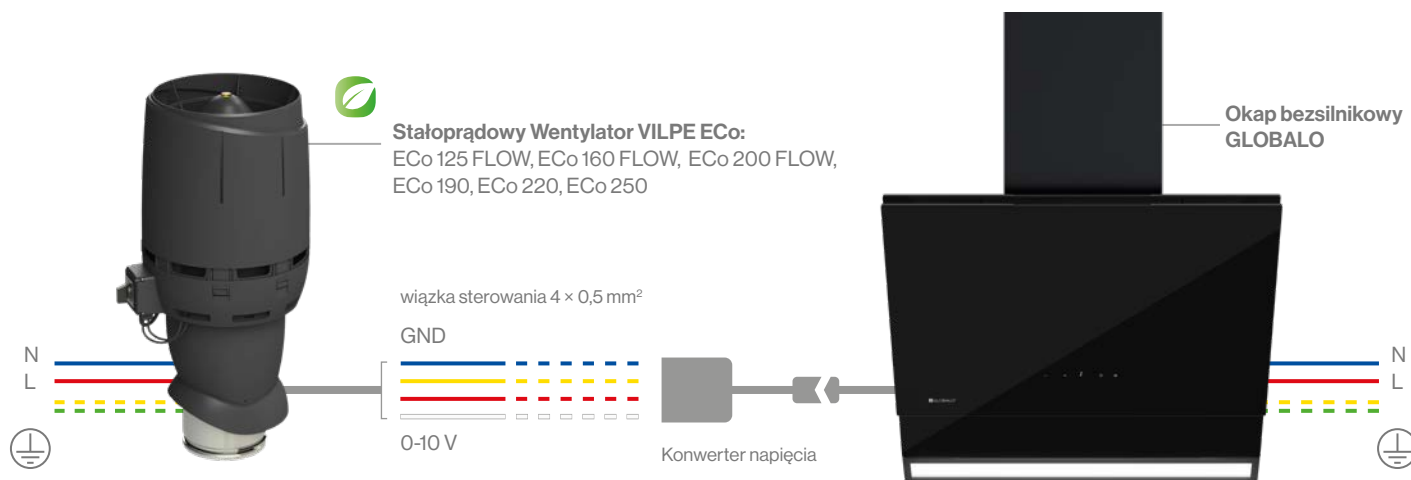 Stałoprądowy Wentylator VILPE ECo:
ECo 125 FLOW, ECo 160 FLOW, ECo 200 FLOW,
ECo 190, ECo 220, ECo 250
Okap bezsilnikowy
GLOBALO
wiązka sterowania 4 × 0,5 mm²
GND
N
L
0-10 V
Konwerter napięcia
GLOBALO
N
L